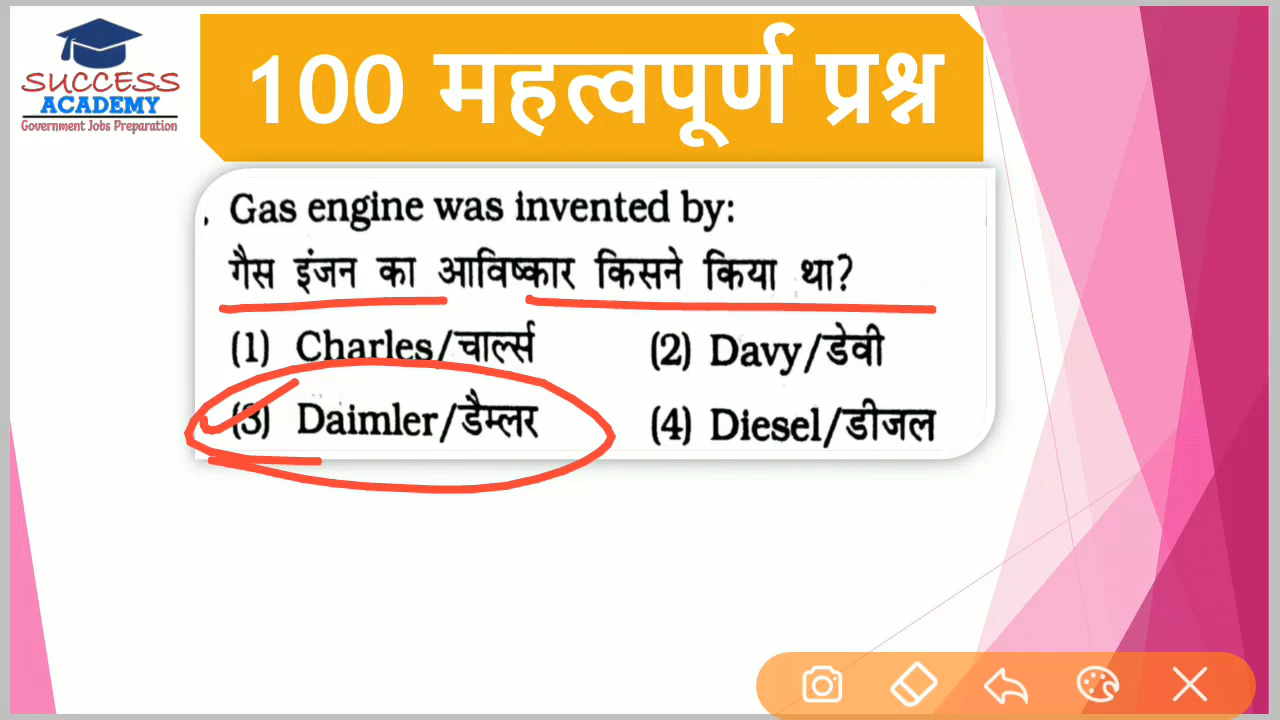 SUCCESS
ACADEMY
Government Jobs Preparation
100 महत्वपूर्ण प्रश्न
. Gas engine was invented by:
गैस इंजन का आविष्कार किसने किया था?
(1) Charles/चार्ल्स (2) Davy/डेवी
(3) Daimler/डैम्लर (4) Diesel/डीजल